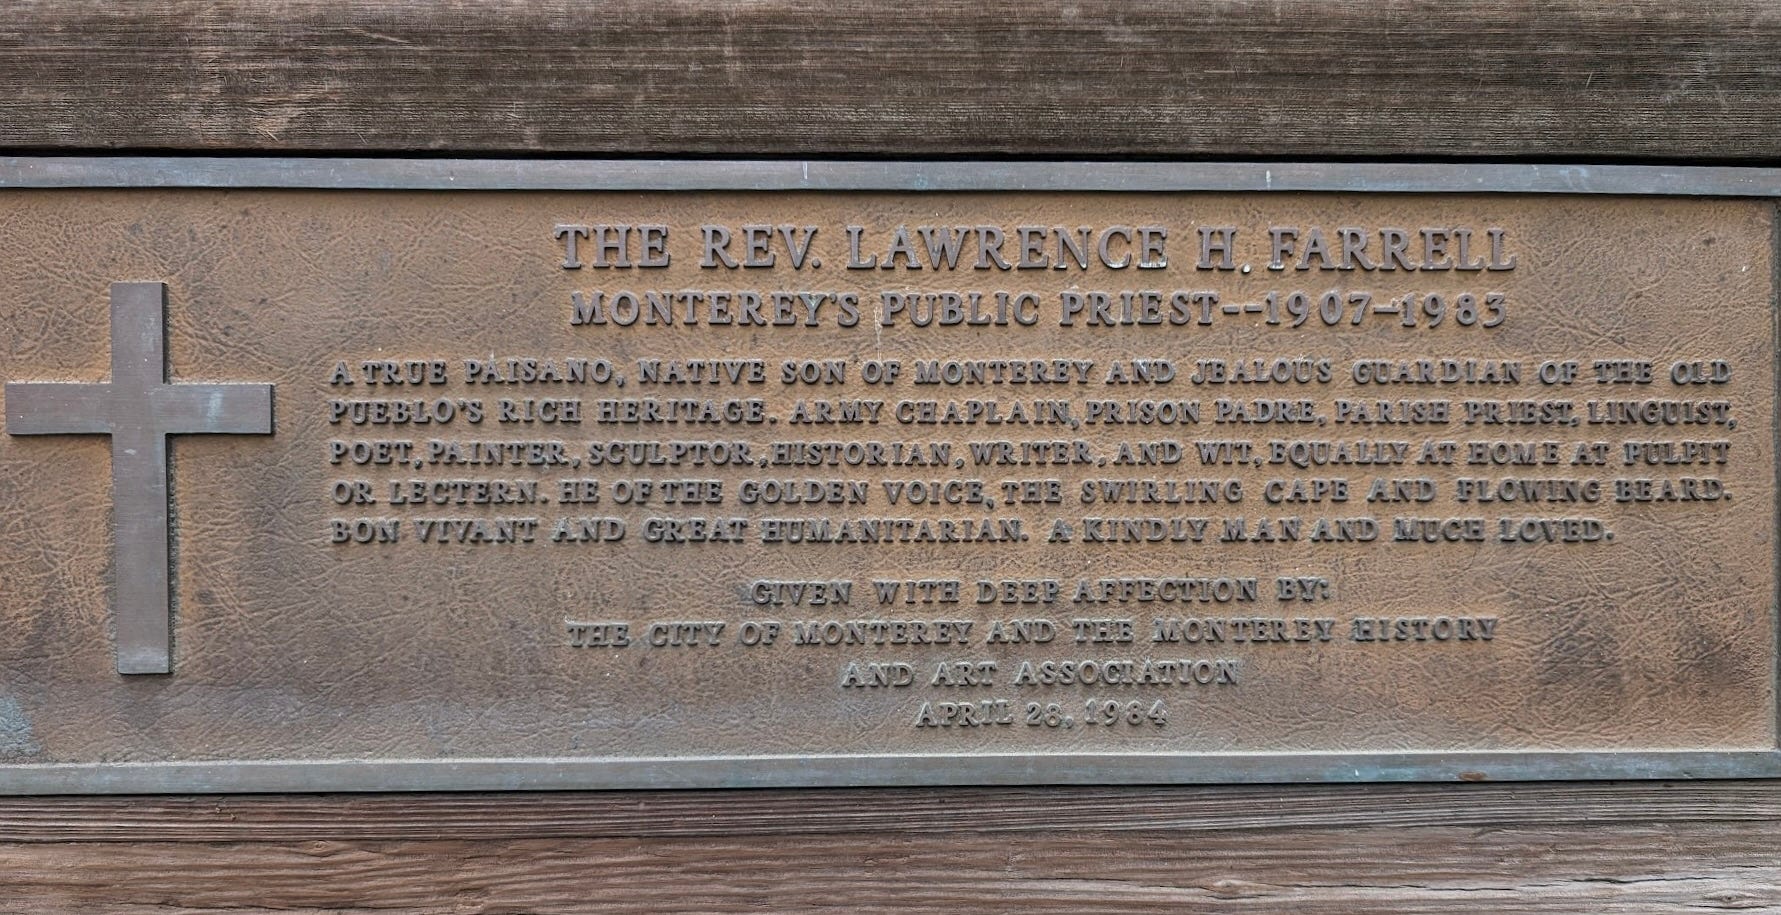 THE REV. LAWRENCE H. FARRELL
MONTEREY'S PUBLIC PRIEST--1907-1983
A TRUE PAISANO, NATIVE SON OF MONTEREY AND JEALOUS GUARDIAN OF THE OLD
PUEBLO'S RICH HERITAGE. ARMY CHAPLAIN, PRISON PADRE, PARISH PRIEST, LINGUIST,
POET, PAINTER, SCULPTOR, HISTORIAN, WRITER, AND WIT, EQUALLY AT HOME AT PULPIT
OR LECTERN. HE OF THE GOLDEN VOICE, THE SWIRLING CAPE AND FLOWING BEARD.
BON VIVANT AND GREAT HUMANITARIAN. A KINDLY MAN AND MUCH LOVED.
GIVEN WITH DEEP AFFECTION BY:
THE CITY OF MONTEREY AND THE MONTEREY HISTORY
AND ART ASSOCIATION
APRIL 28, 1984